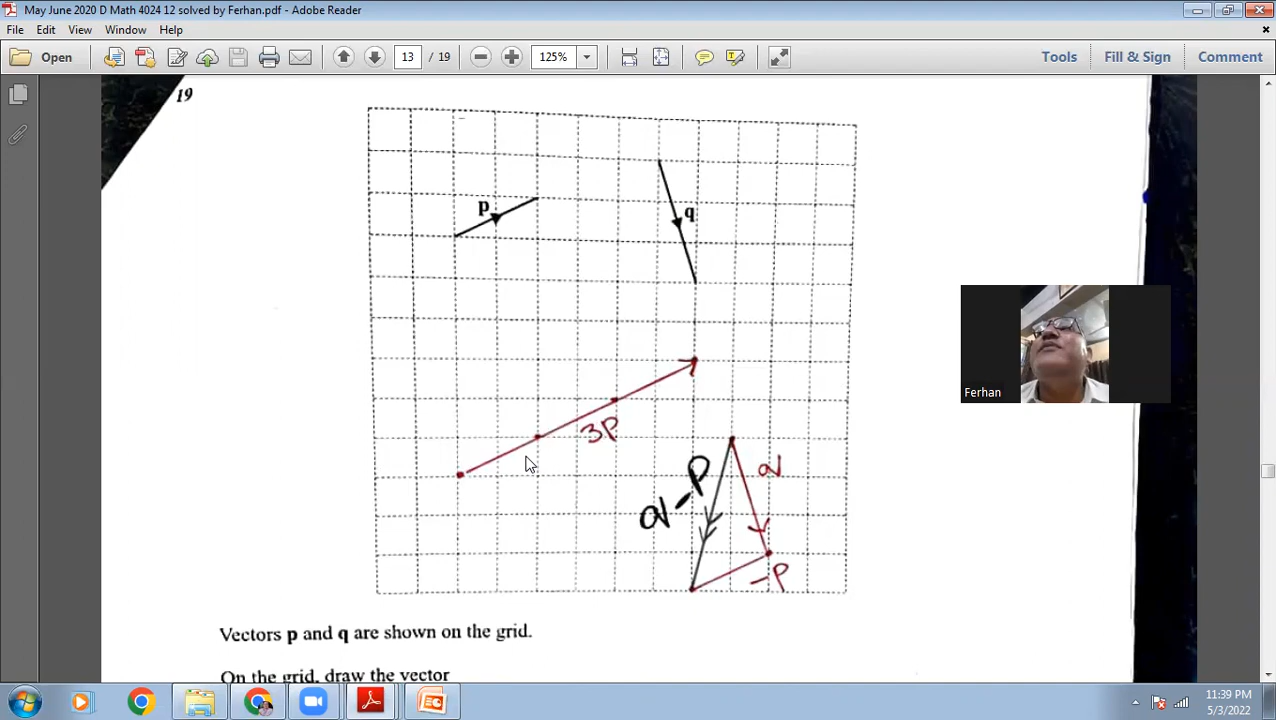 May June 2020 D Math 4024 12 solved by Ferhan.pdf - Adobe Reader
File Edit View Window Help
Open 13 / 19 125% Tools Fill & Sign Comment
19
p
q
3P
q
q - P
-P
Ferhan
Vectors p and q are shown on the grid.
On the grid, draw the vector
11:39 PM
5/3/2022